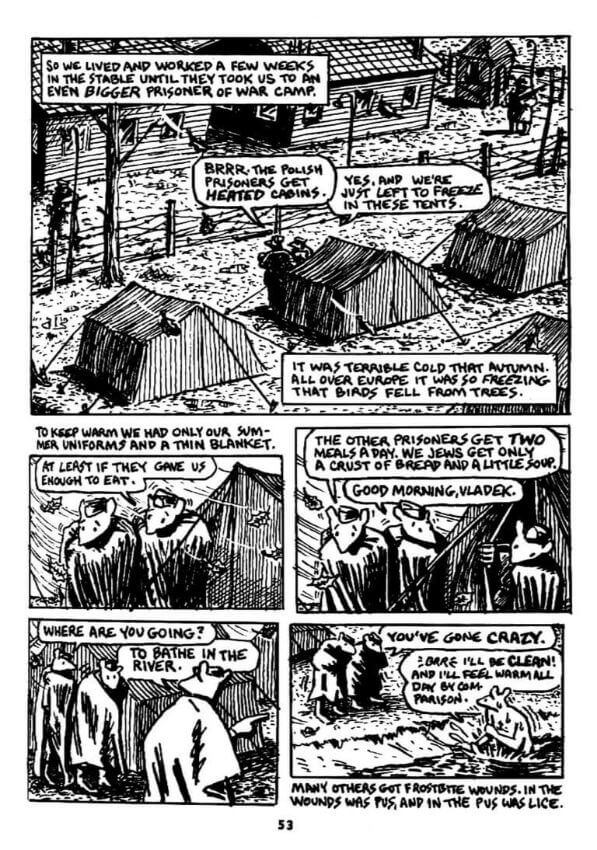 SO WE LIVED AND WORKED A FEW WEEKS
IN THE STABLE UNTIL THEY TOOK US TO AN
EVEN BIGGER PRISONER OF WAR CAMP.
BRRR. THE POLISH
PRISONERS GET
HEATED CABINS.
YES, AND WE'RE
JUST LEFT TO FREEZE
IN THESE TENTS.
IT WAS TERRIBLE COLD THAT AUTUMN.
ALL OVER EUROPE IT WAS SO FREEZING
THAT BIRDS FELL FROM TREES.
TO KEEP WARM WE HAD ONLY OUR SUM-
MER UNIFORMS AND A THIN BLANKET.
AT LEAST IF THEY GAVE US
ENOUGH TO EAT.
THE OTHER PRISONERS GET TWO
MEALS A DAY. WE JEWS GET ONLY
A CRUST OF BREAD AND A LITTLE SOUP.
GOOD MORNING, VLADEK.
WHERE ARE YOU GOING?
TO BATHE IN THE
RIVER.
YOU'VE GONE CRAZY.
BRRR I'LL BE CLEAN!
AND I'LL FEEL WARM ALL
DAY BY COM-
PARISON.
MANY OTHERS GOT FROSTBITE WOUNDS. IN THE
WOUNDS WAS PUS, AND IN THE PUS WAS LICE.
53